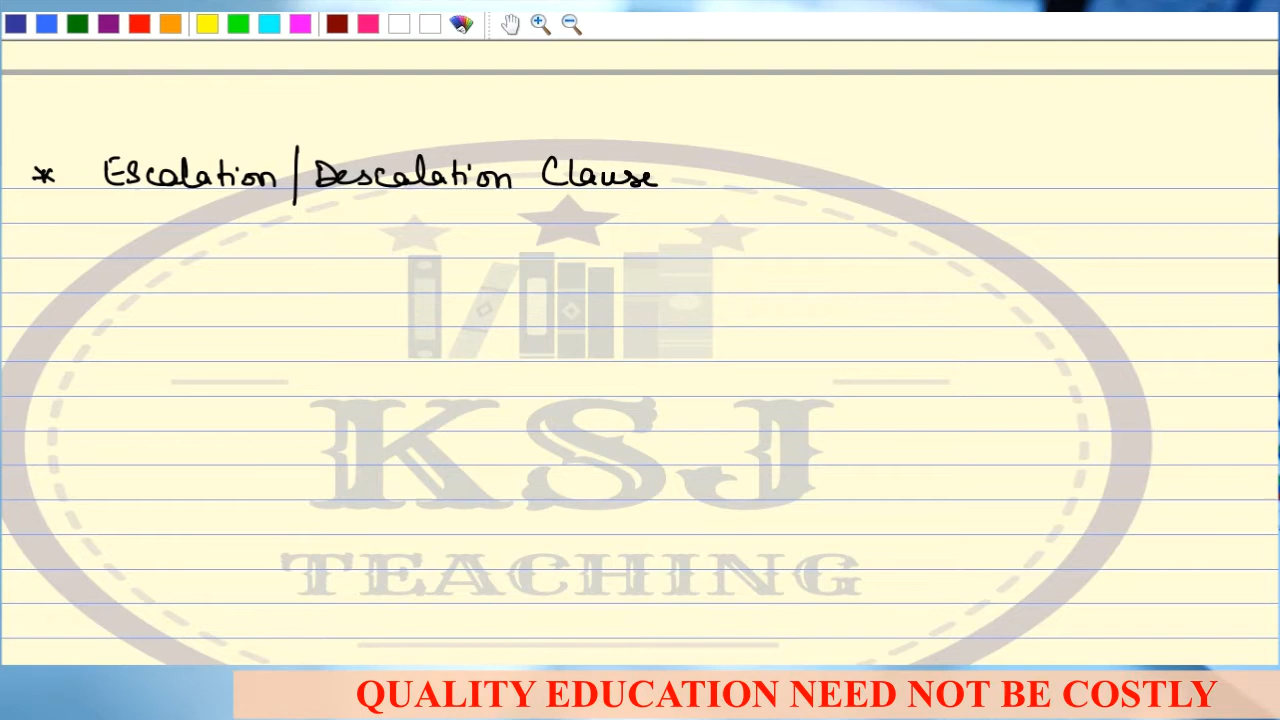 * Escalation | Descalation Clause
KSJ
TEACHING
QUALITY EDUCATION NEED NOT BE COSTLY